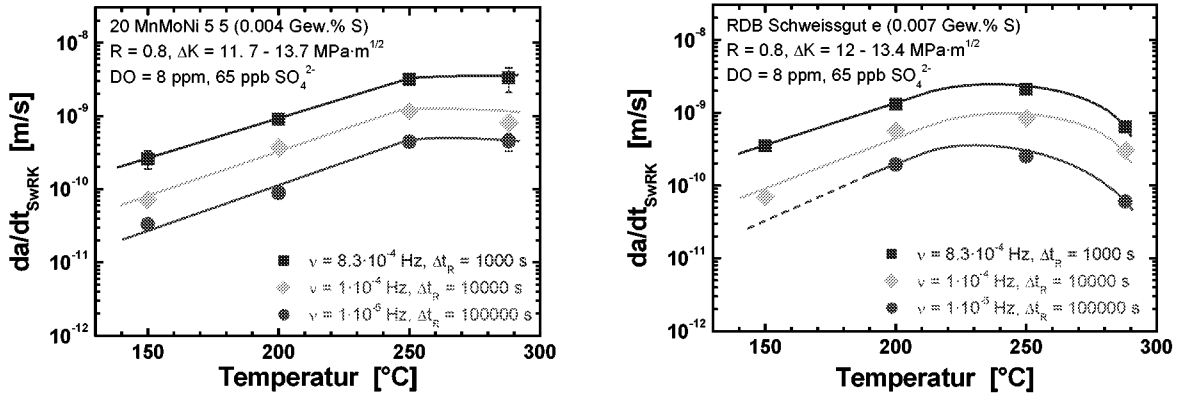 20 MnMoNi 5 5 (0.004 Gew.% S)
R = 0.8, ΔK = 11. 7 - 13.7 MPa·m^1/2
DO = 8 ppm, 65 ppb SO₄²⁻
10⁻⁸
10⁻⁹
10⁻¹⁰
10⁻¹¹
10⁻¹²
da/dt_SwRK [m/s]
ν = 8.3·10⁻⁴ Hz, Δt_R = 1000 s
ν = 1·10⁻⁴ Hz, Δt_R = 10000 s
ν = 1·10⁻⁵ Hz, Δt_R = 100000 s
150 200 250 300
Temperatur [°C]
RDB Schweissgut e (0.007 Gew.% S)
R = 0.8, ΔK = 12 - 13.4 MPa·m^1/2
DO = 8 ppm, 65 ppb SO₄²⁻
10⁻⁸
10⁻⁹
10⁻¹⁰
10⁻¹¹
10⁻¹²
da/dt_SwRK [m/s]
ν = 8.3·10⁻⁴ Hz, Δt_R = 1000 s
ν = 1·10⁻⁴ Hz, Δt_R = 10000 s
ν = 1·10⁻⁵ Hz, Δt_R = 100000 s
150 200 250 300
Temperatur [°C]